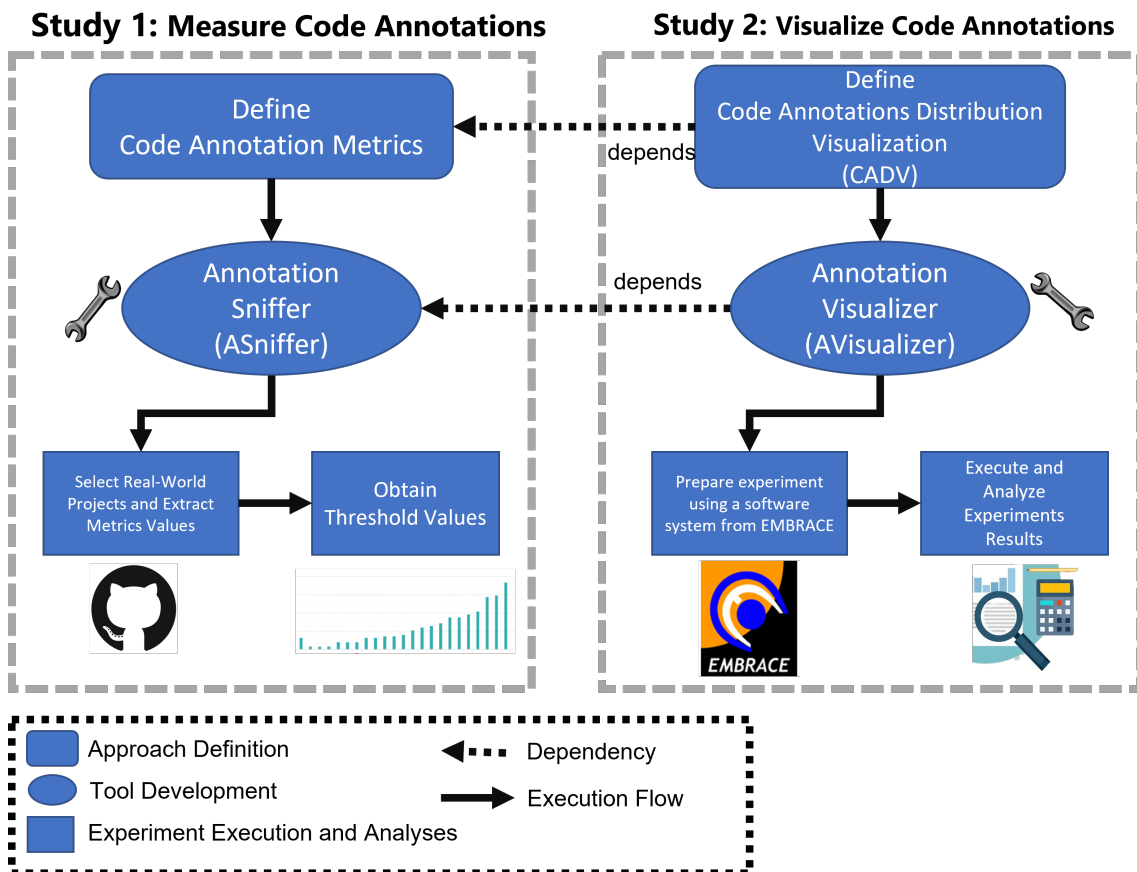 Study 1: Measure Code Annotations
Define
Code Annotation Metrics
Annotation
Sniffer
(ASniffer)
Select Real-World
Projects and Extract
Metrics Values
Obtain
Threshold Values
depends
depends
Study 2: Visualize Code Annotations
Define
Code Annotations Distribution
Visualization
(CADV)
Annotation
Visualizer
(AVisualizer)
Prepare experiment
using a software
system from EMBRACE
Execute and
Analyze
Experiments
Results
EMBRACE
Approach Definition
Tool Development
Experiment Execution and Analyses
Dependency
Execution Flow